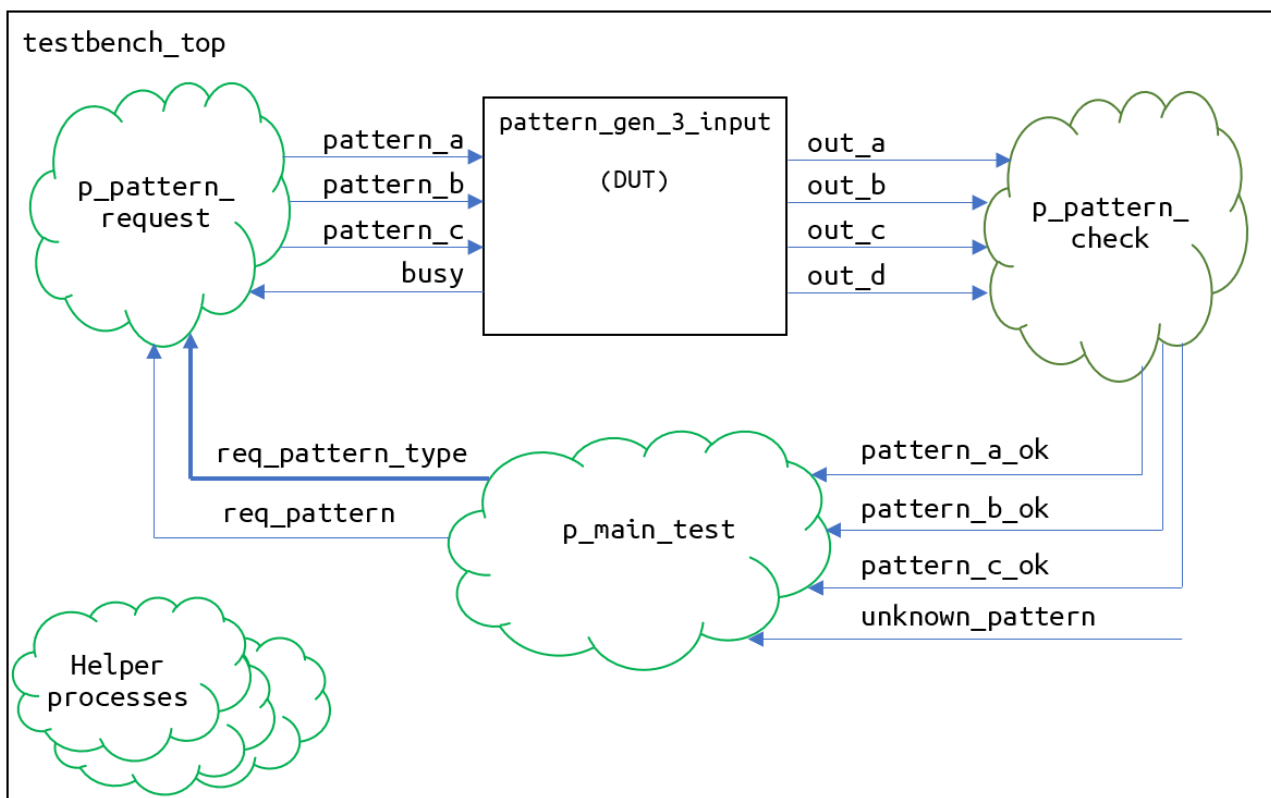 testbench_top
p_pattern_
request
pattern_a
pattern_b
pattern_c
busy
pattern_gen_3_input
(DUT)
out_a
out_b
out_c
out_d
p_pattern_
check
req_pattern_type
req_pattern
p_main_test
pattern_a_ok
pattern_b_ok
pattern_c_ok
unknown_pattern
Helper
processes